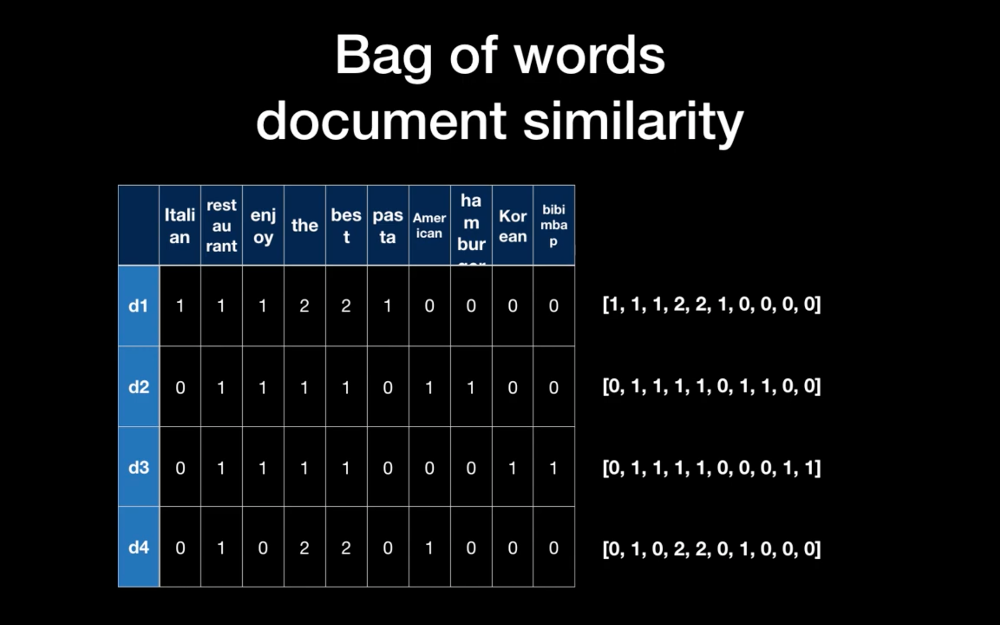 Bag of words
document similarity
Itali
an
rest
au
rant
enj
oy
the
bes
t
pas
ta
Amer
ican
ha
m
bur
Kor
ean
bibi
mba
p
d1 1 1 1 2 2 1 0 0 0 0 [1, 1, 1, 2, 2, 1, 0, 0, 0, 0]
d2 0 1 1 1 1 0 1 1 0 0 [0, 1, 1, 1, 1, 0, 1, 1, 0, 0]
d3 0 1 1 1 1 0 0 0 1 1 [0, 1, 1, 1, 1, 0, 0, 0, 1, 1]
d4 0 1 0 2 2 0 1 0 0 0 [0, 1, 0, 2, 2, 0, 1, 0, 0, 0]